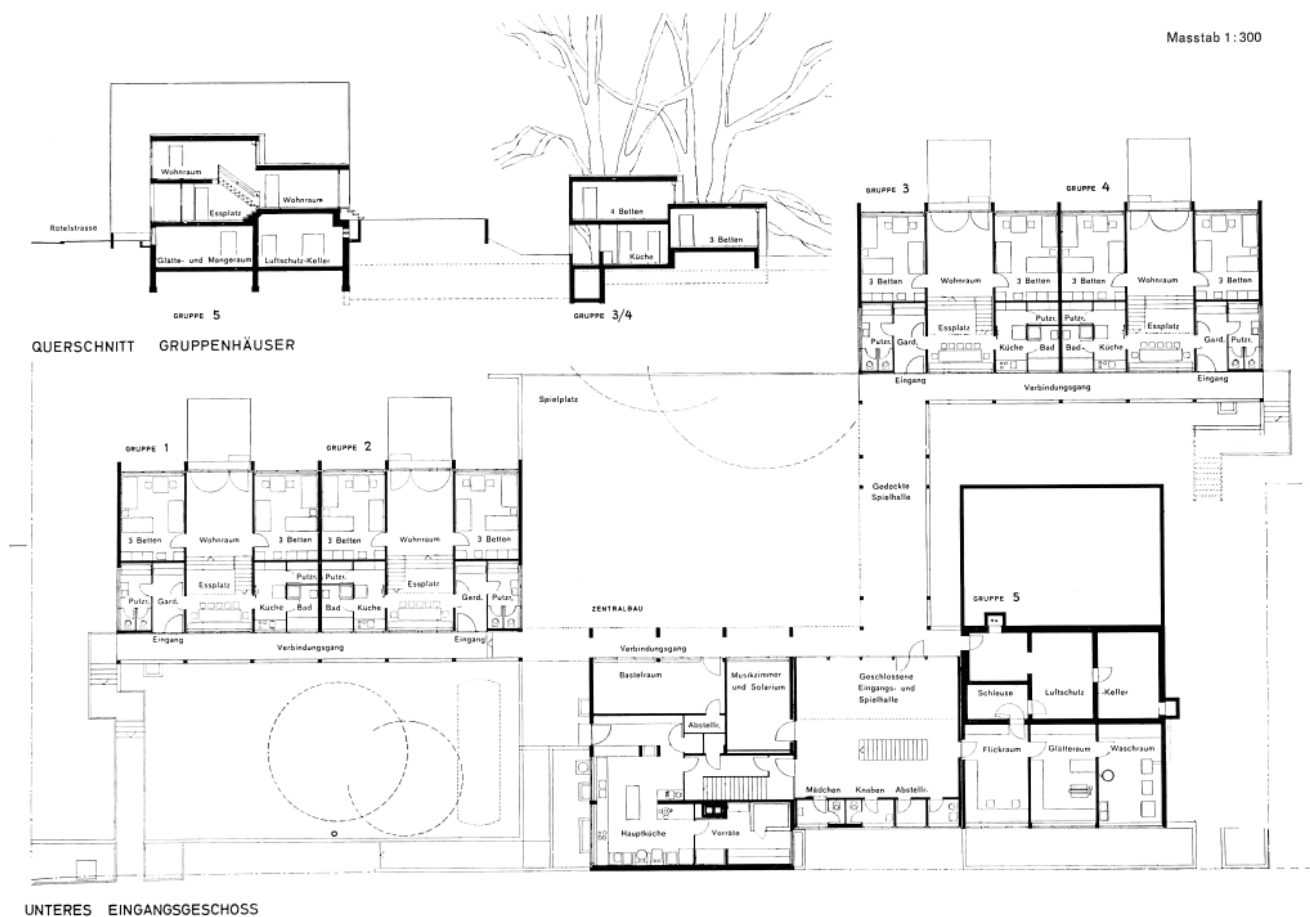 Masstab 1:300
Wohnraum
Essplatz
Wohnraum
Rötelstrasse
Glätte- und Mangeraum
Luftschutz-Keller
GRUPPE 5
4 Betten
3 Betten
Küche
GRUPPE 3/4
QUERSCHNITT GRUPPENHÄUSER
GRUPPE 3
GRUPPE 4
3 Betten
Wohnraum
3 Betten
3 Betten
Wohnraum
3 Betten
Putzr.
Gard.
Essplatz
Küche
Putzr.
Bad
Putzr.
Bad
Küche
Essplatz
Gard.
Putzr.
Eingang
Verbindungsgang
Eingang
Spielplatz
GRUPPE 1
GRUPPE 2
3 Betten
Wohnraum
3 Betten
3 Betten
Wohnraum
3 Betten
Putzr.
Gard.
Essplatz
Küche
Putzr.
Bad
Putzr.
Bad
Küche
Essplatz
Gard.
Putzr.
Eingang
Verbindungsgang
Eingang
Gedeckte
Spielhalle
ZENTRALBAU
Verbindungsgang
Bastelraum
Musikzimmer
und Solarium
Geschlossene
Eingangs- und
Spielhalle
Abstellr.
Hauptküche
Vorräte
Mädchen
Knaben
Abstellr.
GRUPPE 5
Schleuse
Luftschutz
-Keller
Flickraum
Glätteraum
Waschraum
UNTERES EINGANGSGESCHOSS